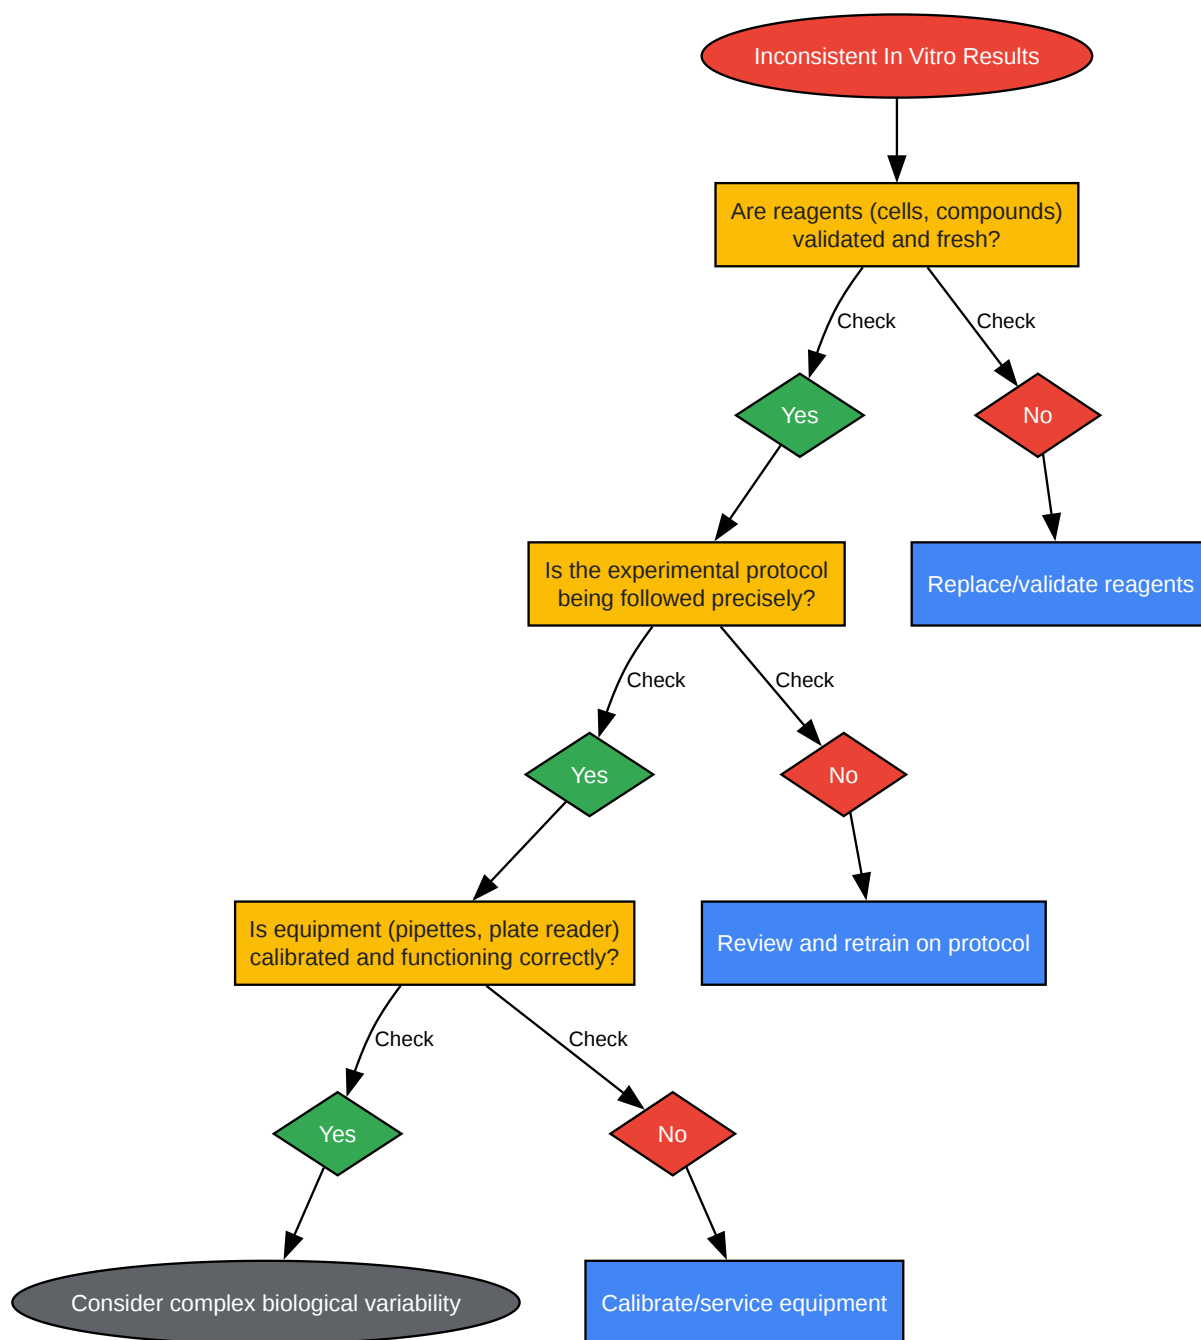 Inconsistent In Vitro Results
Are reagents (cells, compounds)
validated and fresh?
Check
Check
Yes
No
Is the experimental protocol
being followed precisely?
Replace/validate reagents
Check
Check
Yes
No
Is equipment (pipettes, plate reader)
calibrated and functioning correctly?
Review and retrain on protocol
Check
Check
Yes
No
Consider complex biological variability
Calibrate/service equipment